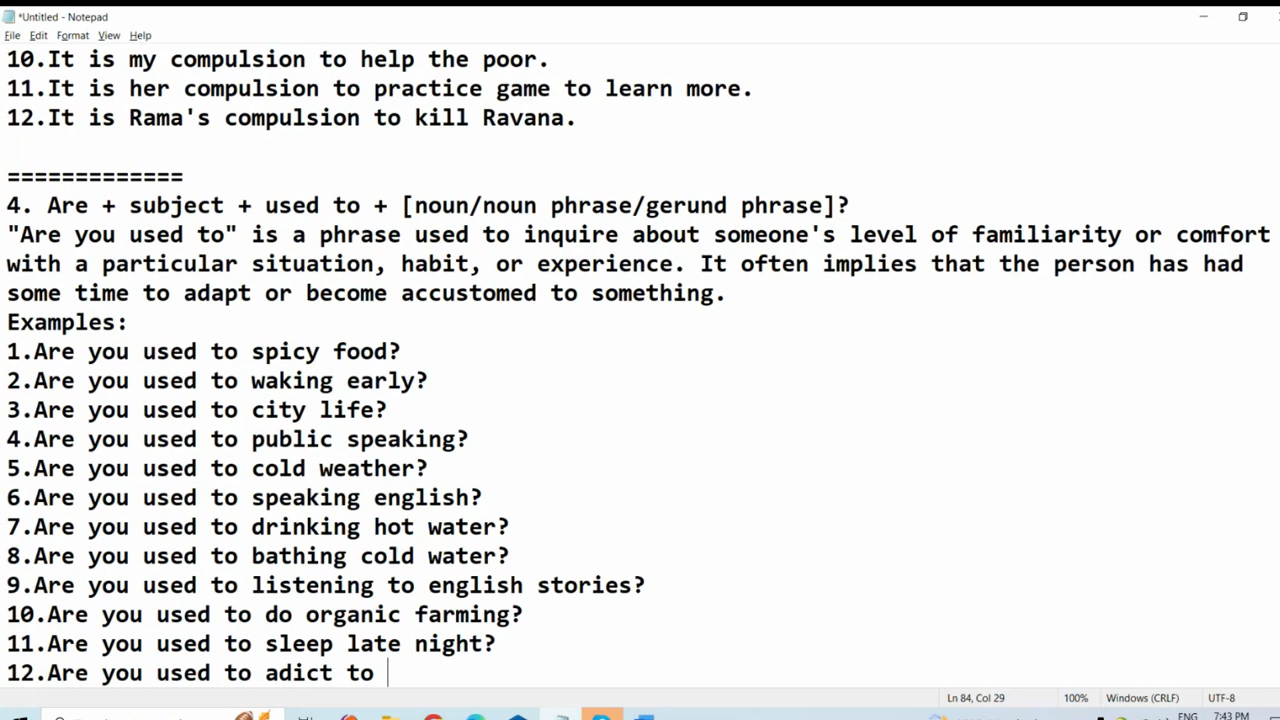 *Untitled - Notepad
File Edit Format View Help
10.It is my compulsion to help the poor.
11.It is her compulsion to practice game to learn more.
12.It is Rama's compulsion to kill Ravana.
=============
4. Are + subject + used to + [noun/noun phrase/gerund phrase]?
"Are you used to" is a phrase used to inquire about someone's level of familiarity or comfort
with a particular situation, habit, or experience. It often implies that the person has had
some time to adapt or become accustomed to something.
Examples:
1.Are you used to spicy food?
2.Are you used to waking early?
3.Are you used to city life?
4.Are you used to public speaking?
5.Are you used to cold weather?
6.Are you used to speaking english?
7.Are you used to drinking hot water?
8.Are you used to bathing cold water?
9.Are you used to listening to english stories?
10.Are you used to do organic farming?
11.Are you used to sleep late night?
12.Are you used to adict to
Ln 84, Col 29 100% Windows (CRLF) UTF-8
ENG 7:43 PM